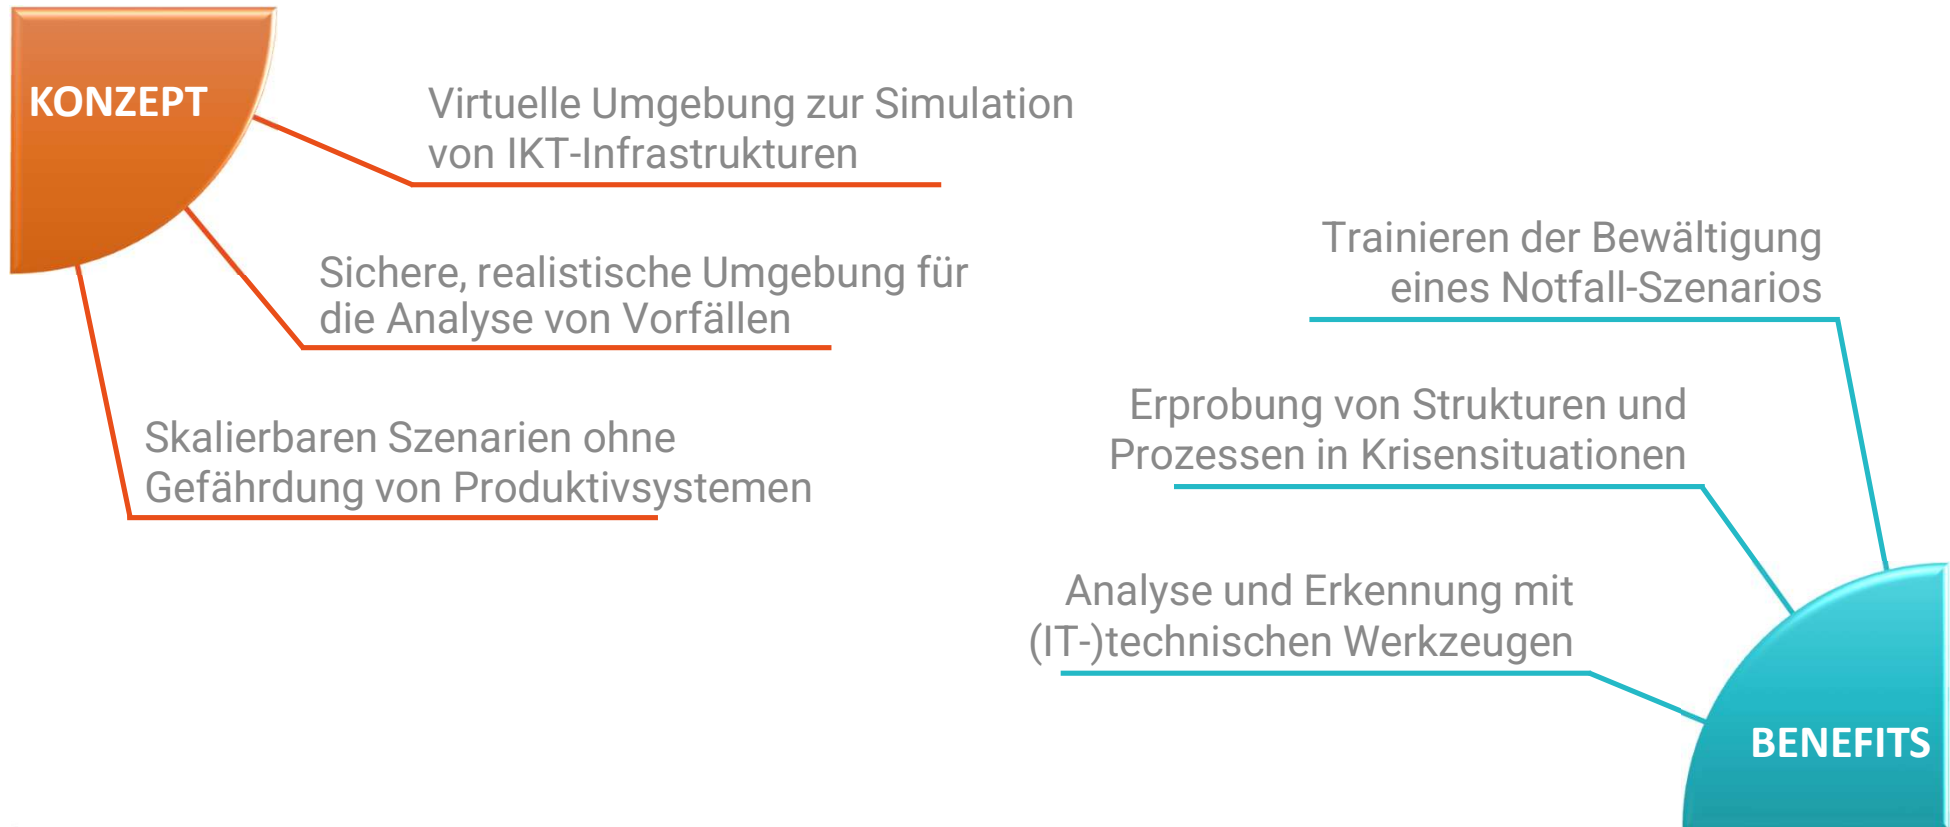 KONZEPT
Virtuelle Umgebung zur Simulation
von IKT-Infrastrukturen
Sichere, realistische Umgebung für
die Analyse von Vorfällen
Skalierbaren Szenarien ohne
Gefährdung von Produktivsystemen
Trainieren der Bewältigung
eines Notfall-Szenarios
Erprobung von Strukturen und
Prozessen in Krisensituationen
Analyse und Erkennung mit
(IT-)technischen Werkzeugen
BENEFITS